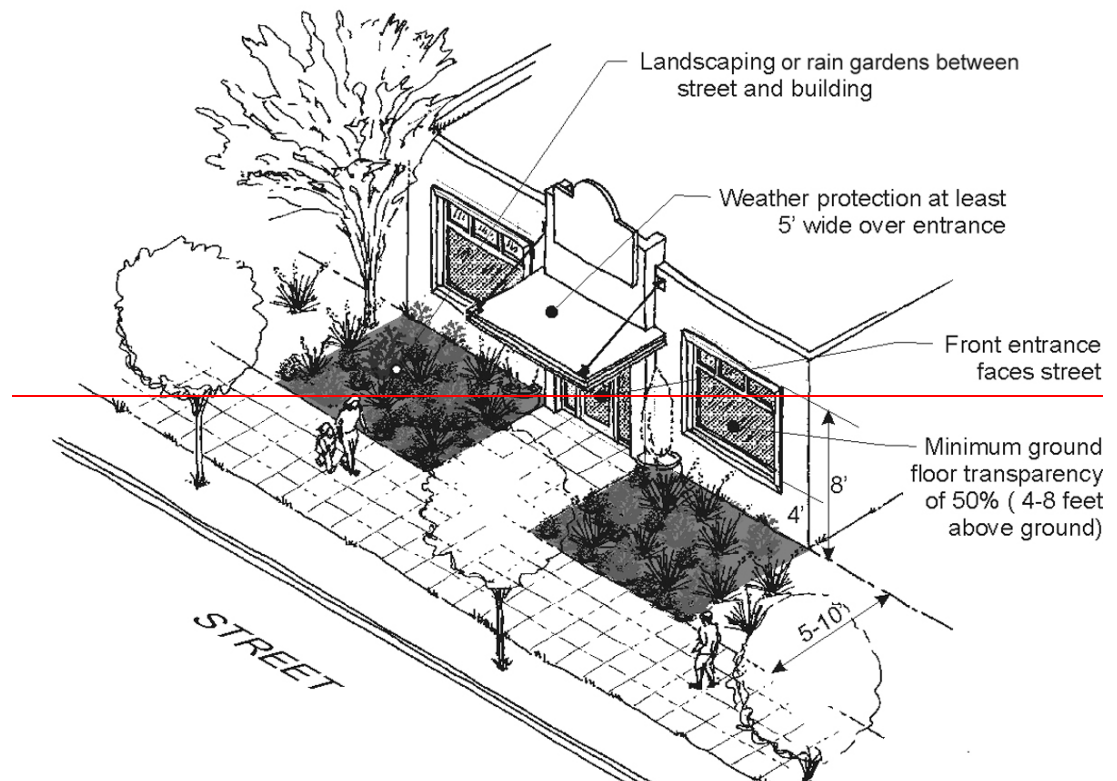 Landscaping or rain gardens between
street and building
Weather protection at least
5' wide over entrance
Front entrance
faces street
Minimum ground
floor transparency
of 50% ( 4-8 feet
above ground)
8'
4'
5-10'
STREET